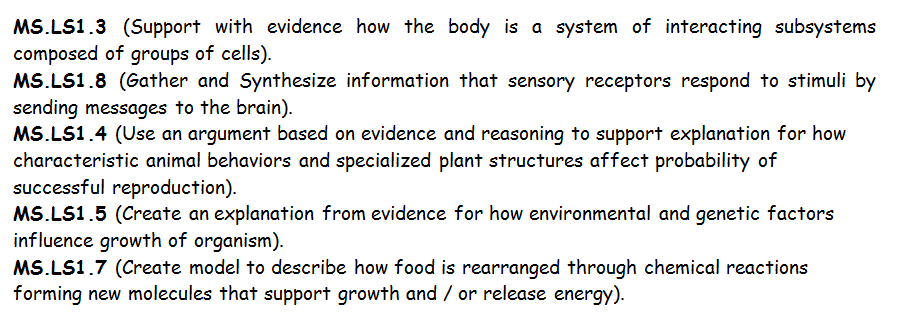 MS.LS1.3 (Support with evidence how the body is a system of interacting subsystems
composed of groups of cells).
MS.LS1.8 (Gather and Synthesize information that sensory receptors respond to stimuli by
sending messages to the brain).
MS.LS1.4 (Use an argument based on evidence and reasoning to support explanation for how
characteristic animal behaviors and specialized plant structures affect probability of
successful reproduction).
MS.LS1.5 (Create an explanation from evidence for how environmental and genetic factors
influence growth of organism).
MS.LS1.7 (Create model to describe how food is rearranged through chemical reactions
forming new molecules that support growth and / or release energy).